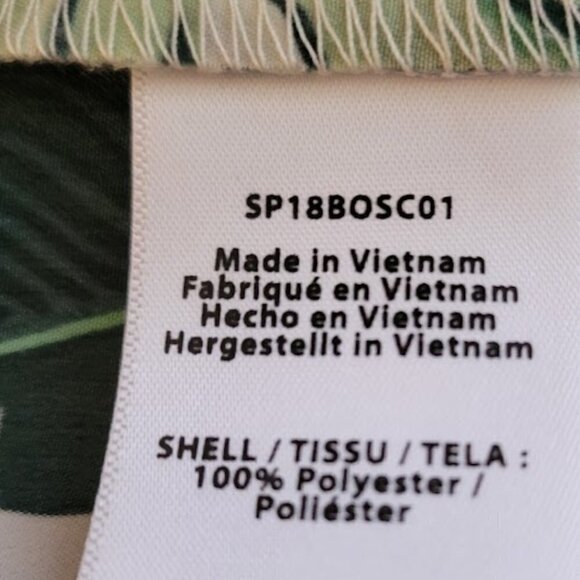 SP18BOSC01
Made in Vietnam
Fabriqué en Vietnam
Hecho en Vietnam
Hergestellt in Vietnam
SHELL / TISSU / TELA :
100% Polyester /
Poliéster